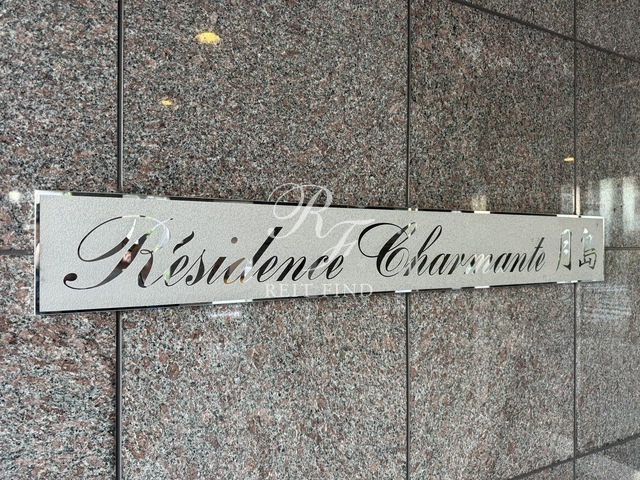 Résidence Charmante 月島
RF
REIT FIND